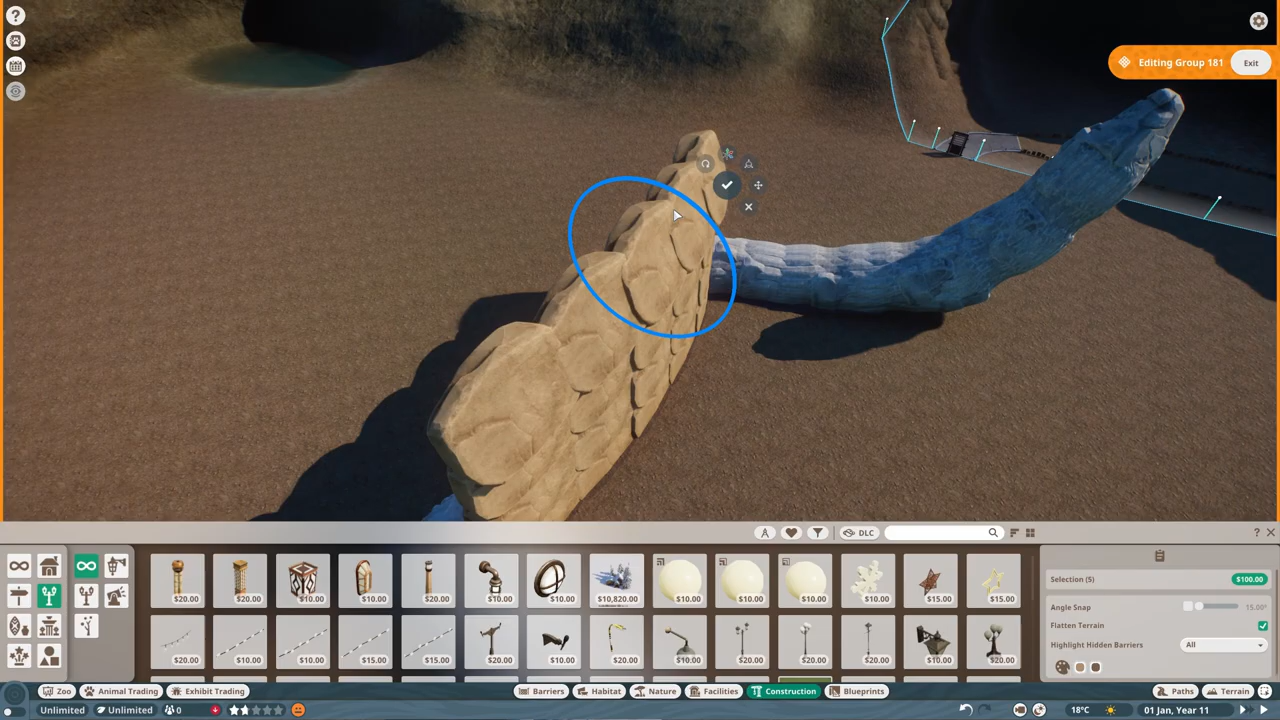 ?
Editing Group 181
Exit
DLC
?
$20.00
$20.00
$10.00
$10.00
$20.00
$10.00
$10.00
$10,820.00
$10.00
$10.00
$10.00
$10.00
$15.00
$15.00
$20.00
$10.00
$10.00
$15.00
$15.00
$20.00
$10.00
$20.00
$10.00
$20.00
$20.00
$20.00
$10.00
$20.00
Selection (5)
$100.00
Angle Snap
15.00°
Flatten Terrain
Highlight Hidden Barriers
All
Zoo
Animal Trading
Exhibit Trading
Barriers
Habitat
Nature
Facilities
Construction
Blueprints
Paths
Terrain
Unlimited
Unlimited
0
18°C
01 Jan, Year 11